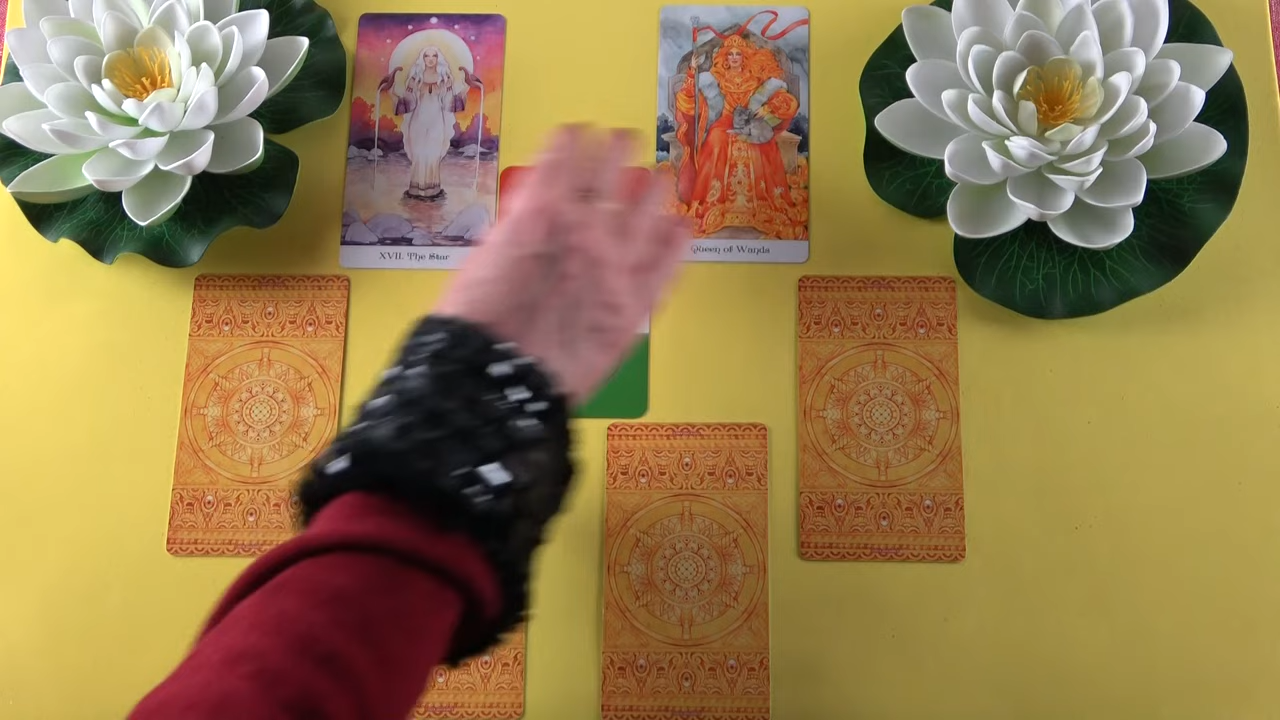 XVII. The Star
Queen of Wands